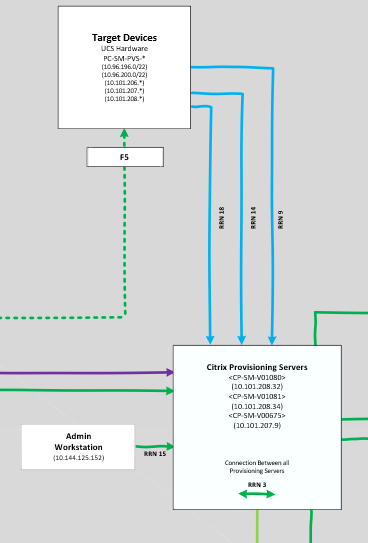 Target Devices
UCS Hardware
PC-SM-PVS-*
(10.96.196.0/22)
(10.96.200.0/22)
(10.101.206.*)
(10.101.207.*)
(10.101.208.*)
F5
RRN 18
RRN 14
RRN 9
Citrix Provisioning Servers
<CP-SM-V01080>
(10.101.208.32)
<CP-SM-V01081>
(10.101.208.34)
<CP-SM-V00675>
(10.101.207.9)
Admin
Workstation
(10.144.125.152)
RRN 15
Connection Between all
Provisioning Servers
RRN 3